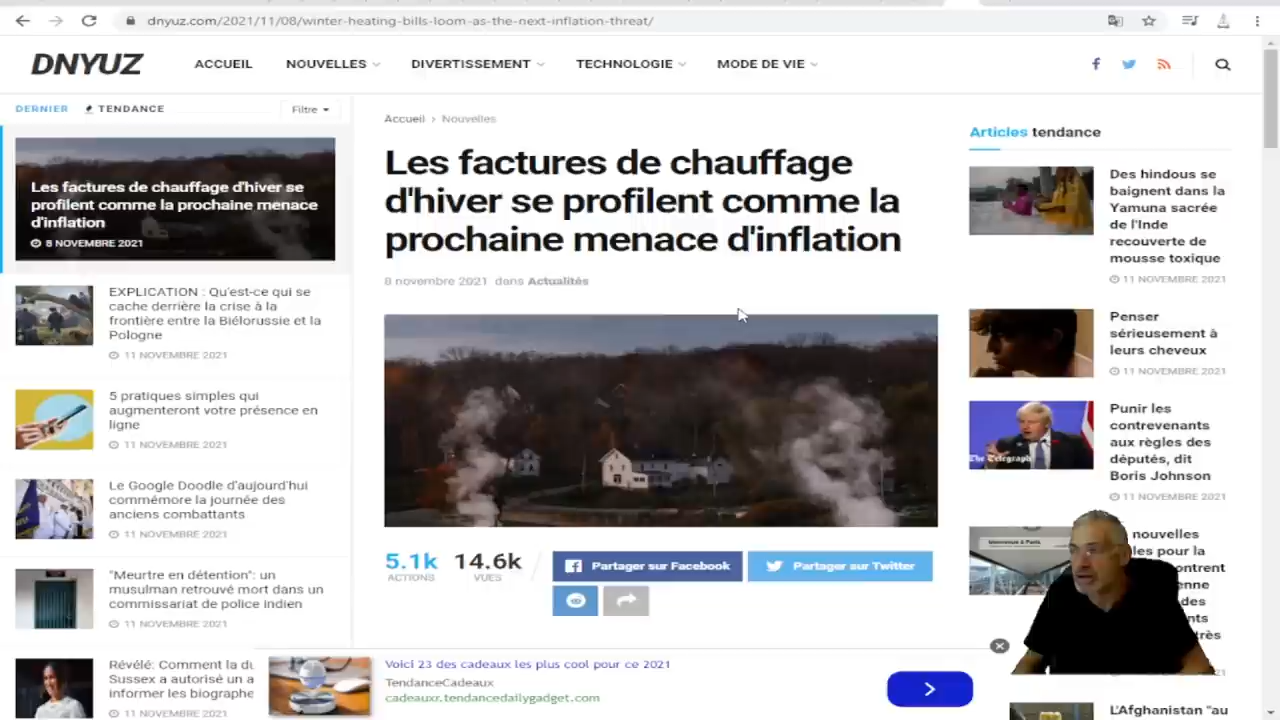 dnyuz.com/2021/11/08/winter-heating-bills-loom-as-the-next-inflation-threat/
DNYUZ
ACCUEIL
NOUVELLES
DIVERTISSEMENT
TECHNOLOGIE
MODE DE VIE
DERNIER
TENDANCE
Filtre
Les factures de chauffage d'hiver se
profilent comme la prochaine menace
d'inflation
8 NOVEMBRE 2021
EXPLICATION : Qu'est-ce qui se
cache derrière la crise à la
frontière entre la Biélorussie et la
Pologne
11 NOVEMBRE 2021
5 pratiques simples qui
augmenteront votre présence en
ligne
11 NOVEMBRE 2021
Le Google Doodle d'aujourd'hui
commémore la journée des
anciens combattants
11 NOVEMBRE 2021
"Meurtre en détention": un
musulman retrouvé mort dans un
commissariat de police indien
11 NOVEMBRE 2021
Révélé: Comment la du
Sussex a autorisé un a
informer les biographe
11 NOVEMBRE 2021
Accueil > Nouvelles
Les factures de chauffage
d'hiver se profilent comme la
prochaine menace d'inflation
8 novembre 2021 dans Actualités
5.1k
ACTIONS
14.6k
VUES
Partager sur Facebook
Partager sur Twitter
Voici 23 des cadeaux les plus cool pour ce 2021
TendanceCadeaux
cadeauxr.tendancedailygadget.com
Articles tendance
Des hindous se
baignent dans la
Yamuna sacrée
de l'Inde
recouverte de
mousse toxique
11 NOVEMBRE 2021
Penser
sérieusement à
leurs cheveux
11 NOVEMBRE 2021
The Telegraph
Punir les
contrevenants
aux règles des
députés, dit
Boris Johnson
11 NOVEMBRE 2021
nouvelles
les pour la
contrent
enne
des
nts
très
21
L'Afghanistan "au